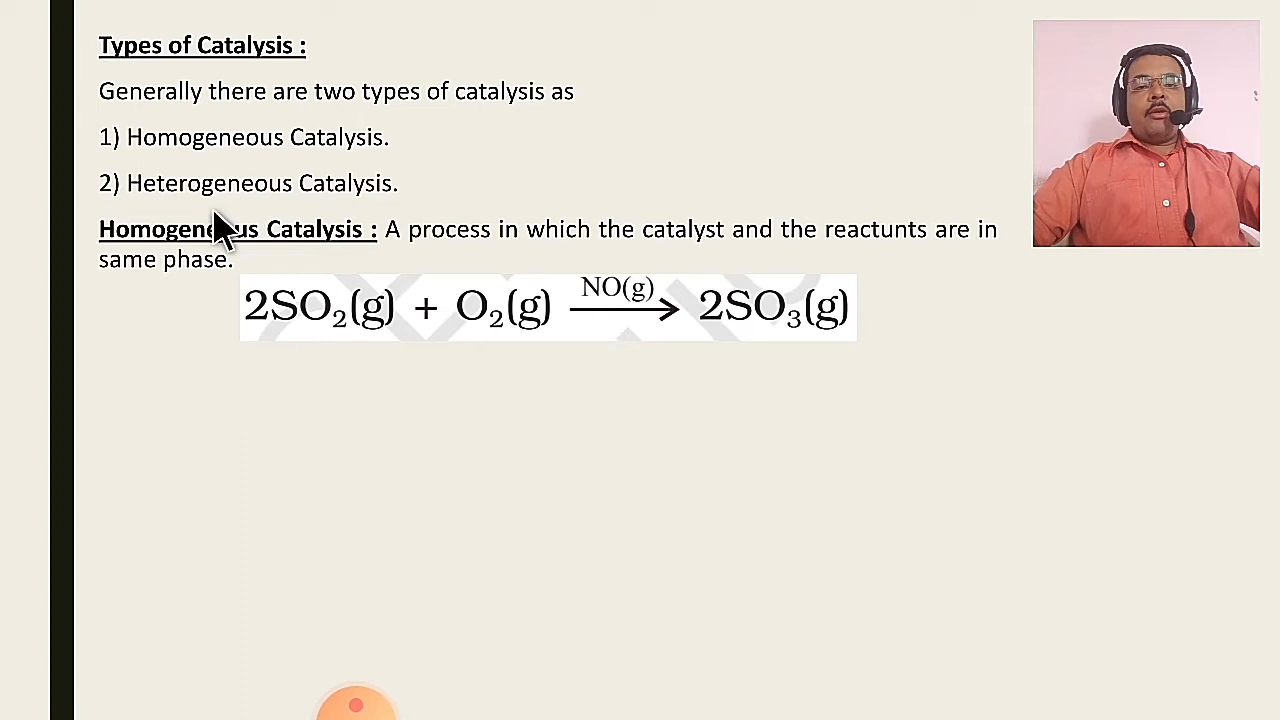 Types of Catalysis :
Generally there are two types of catalysis as
1) Homogeneous Catalysis.
2) Heterogeneous Catalysis.
Homogeneous Catalysis : A process in which the catalyst and the reactunts are in
same phase.
2SO₂(g) + O₂(g) NO(g)⟶ 2SO₃(g)